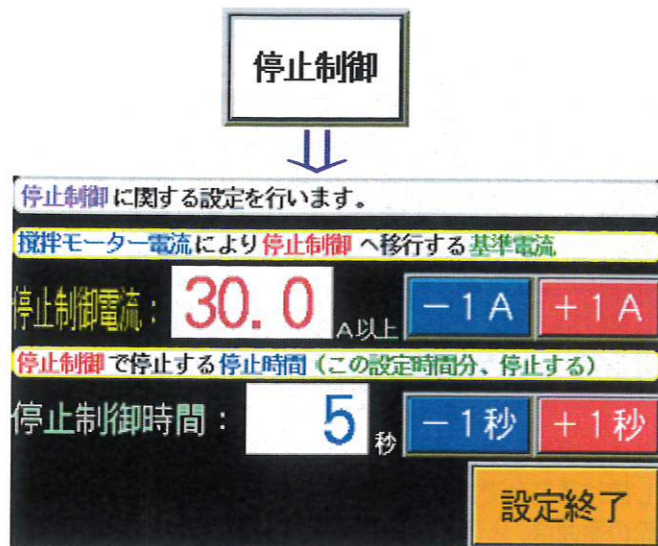 停止制御
停止制御に関する設定を行います。
撹拌モーター電流により停止制御へ移行する基準電流
停止制御電流： 30.0 A以上 －1A ＋1A
停止制御で停止する停止時間（この設定時間分、停止する）
停止制御時間： 5 秒 －1秒 ＋1秒
設定終了